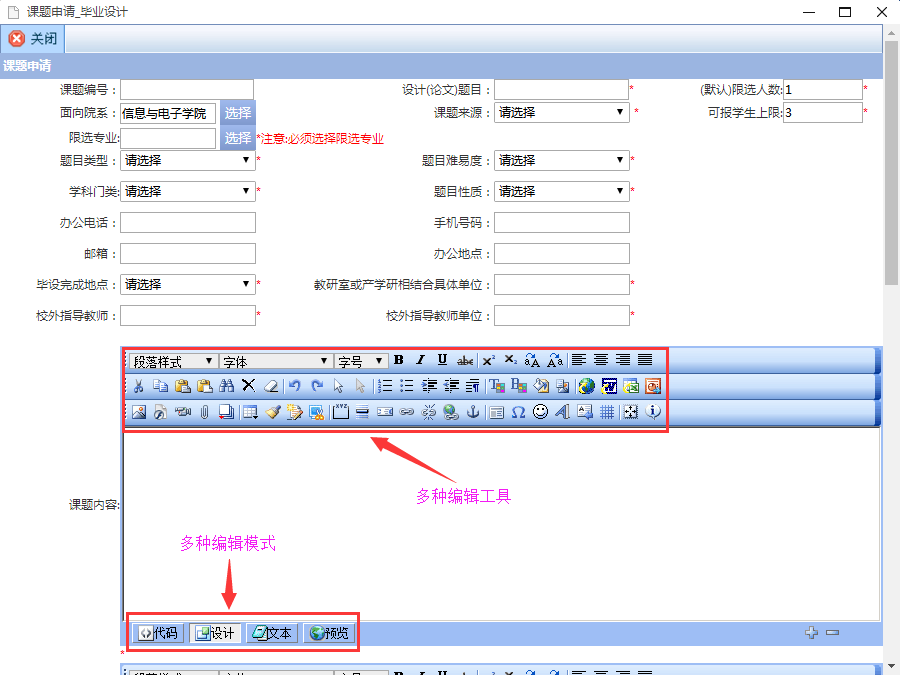 课题申请_毕业设计
关闭
课题申请
课题编号： 设计(论文)题目： * (默认)限选人数:1 *
面向院系：信息与电子学院 选择 课题来源：请选择 * 可报学生上限:3 *
限选专业: 选择 *注意:必须选择限选专业
题目类型：请选择 * 题目难易度：请选择 *
学科门类:请选择 * 题目性质：请选择 *
办公电话： 手机号码：
邮箱： 办公地点：
毕设完成地点：请选择 * 教研室或产学研相结合具体单位： *
校外指导教师： * 校外指导教师单位： *
段落样式 字体 字号 B I U abc x² x₂ aA Aa
多种编辑工具
课题内容:
多种编辑模式
代码 设计 文本 预览
*